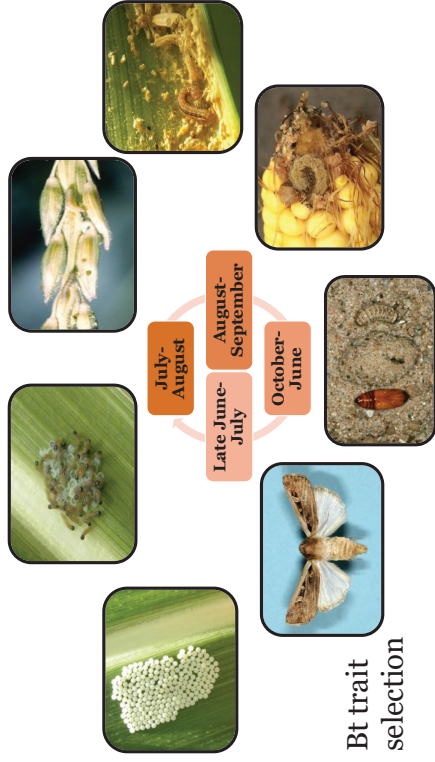 July-
August
August-
September
October-
June
Late June-
July
Bt trait
selection